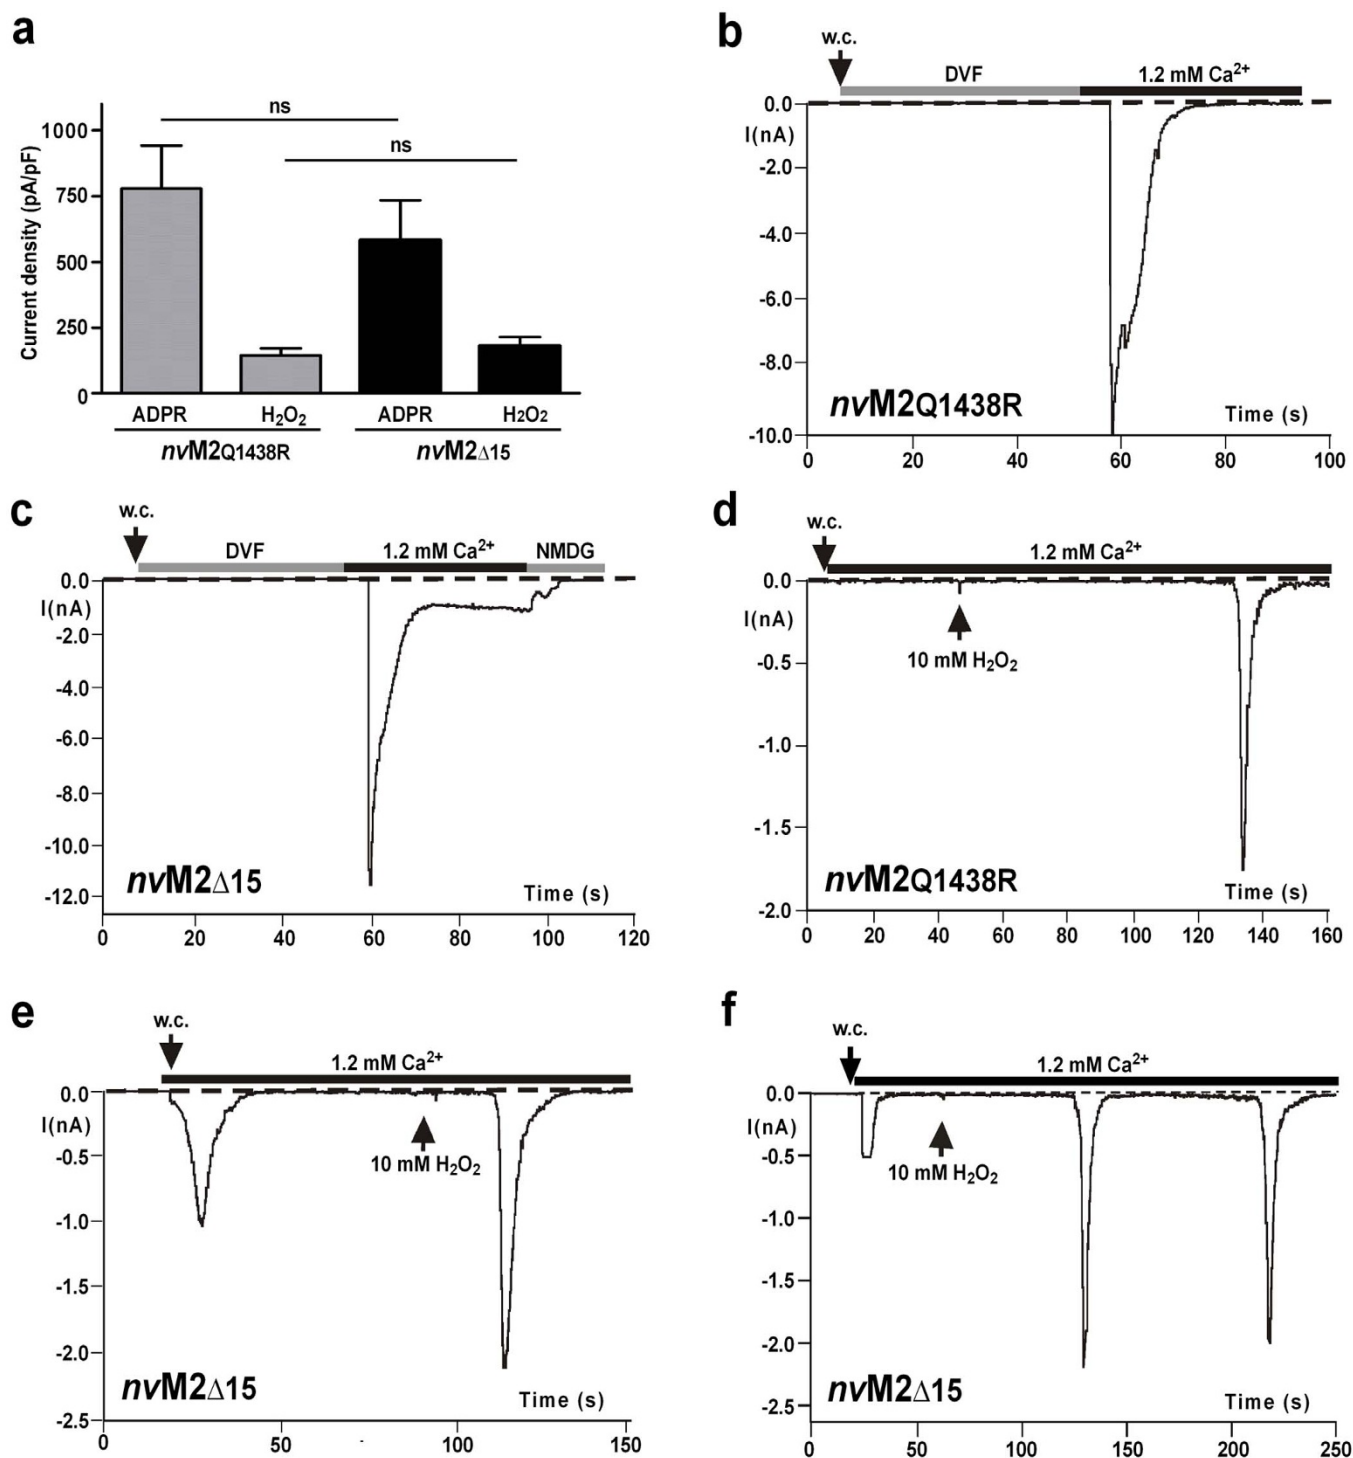 a
1000
750
500
250
0
Current density (pA/pF)
ns
ns
ADPR H₂O₂ ADPR H₂O₂
nvM2Q1438R nvM2Δ15
b
w.c.
DVF 1.2 mM Ca²⁺
0.0
I(nA)
-2.0
-4.0
-6.0
-8.0
-10.0
nvM2Q1438R
Time (s)
0 20 40 60 80 100
c
w.c.
DVF 1.2 mM Ca²⁺ NMDG
0.0
I(nA)
-2.0
-4.0
-6.0
-8.0
-10.0
-12.0
nvM2Δ15
Time (s)
0 20 40 60 80 100 120
d
w.c.
1.2 mM Ca²⁺
0.0
I(nA)
-0.5
-1.0
-1.5
-2.0
10 mM H₂O₂
nvM2Q1438R
Time (s)
0 20 40 60 80 100 120 140 160
e
w.c.
1.2 mM Ca²⁺
0.0
I(nA)
-0.5
-1.0
-1.5
-2.0
-2.5
10 mM H₂O₂
nvM2Δ15
Time (s)
0 50 100 150
f
w.c.
1.2 mM Ca²⁺
0.0
I(nA)
-0.5
-1.0
-1.5
-2.0
-2.5
10 mM H₂O₂
nvM2Δ15
Time (s)
0 50 100 150 200 250